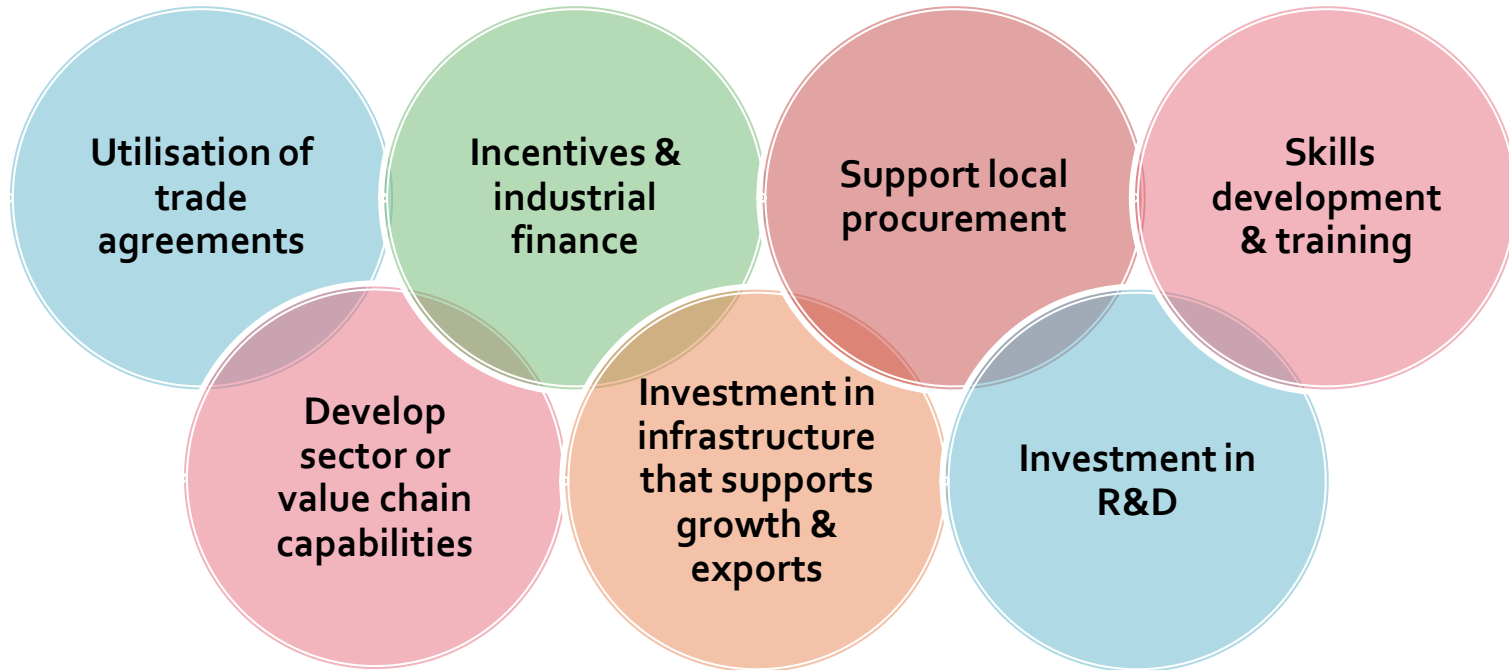 Utilisation of
trade
agreements
Incentives &
industrial
finance
Support local
procurement
Skills
development
& training
Develop
sector or
value chain
capabilities
Investment in
infrastructure
that supports
growth &
exports
Investment in
R&D